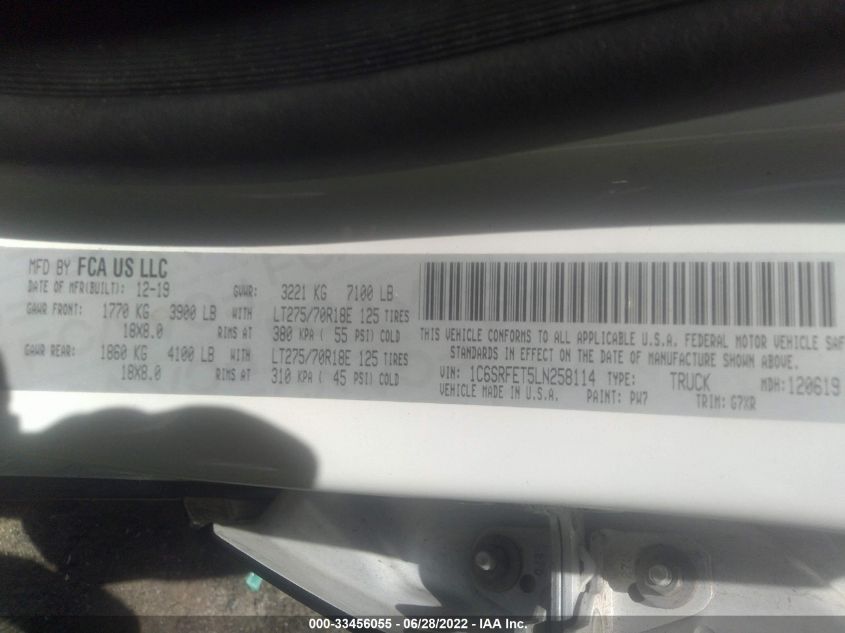 MFD BY FCA US LLC
DATE OF MFR(BUILT): 12-19 GVWR: 3221 KG 7100 LB
GAWR FRONT: 1770 KG 3900 LB WITH LT275/70R18E 125 TIRES
18X8.0 RIMS AT 380 KPA ( 55 PSI) COLD
GAWR REAR: 1860 KG 4100 LB WITH LT275/70R18E 125 TIRES
18X8.0 RIMS AT 310 KPA ( 45 PSI) COLD
THIS VEHICLE CONFORMS TO ALL APPLICABLE U.S.A. FEDERAL MOTOR VEHICLE SAF
STANDARDS IN EFFECT ON THE DATE OF MANUFACTURE SHOWN ABOVE.
VIN: 1C6SRFET5LN258114 TYPE: TRUCK MDH:120619
VEHICLE MADE IN U.S.A. PAINT: PW7 TRIM: G7XR
000-33456055 - 06/28/2022 - IAA Inc.